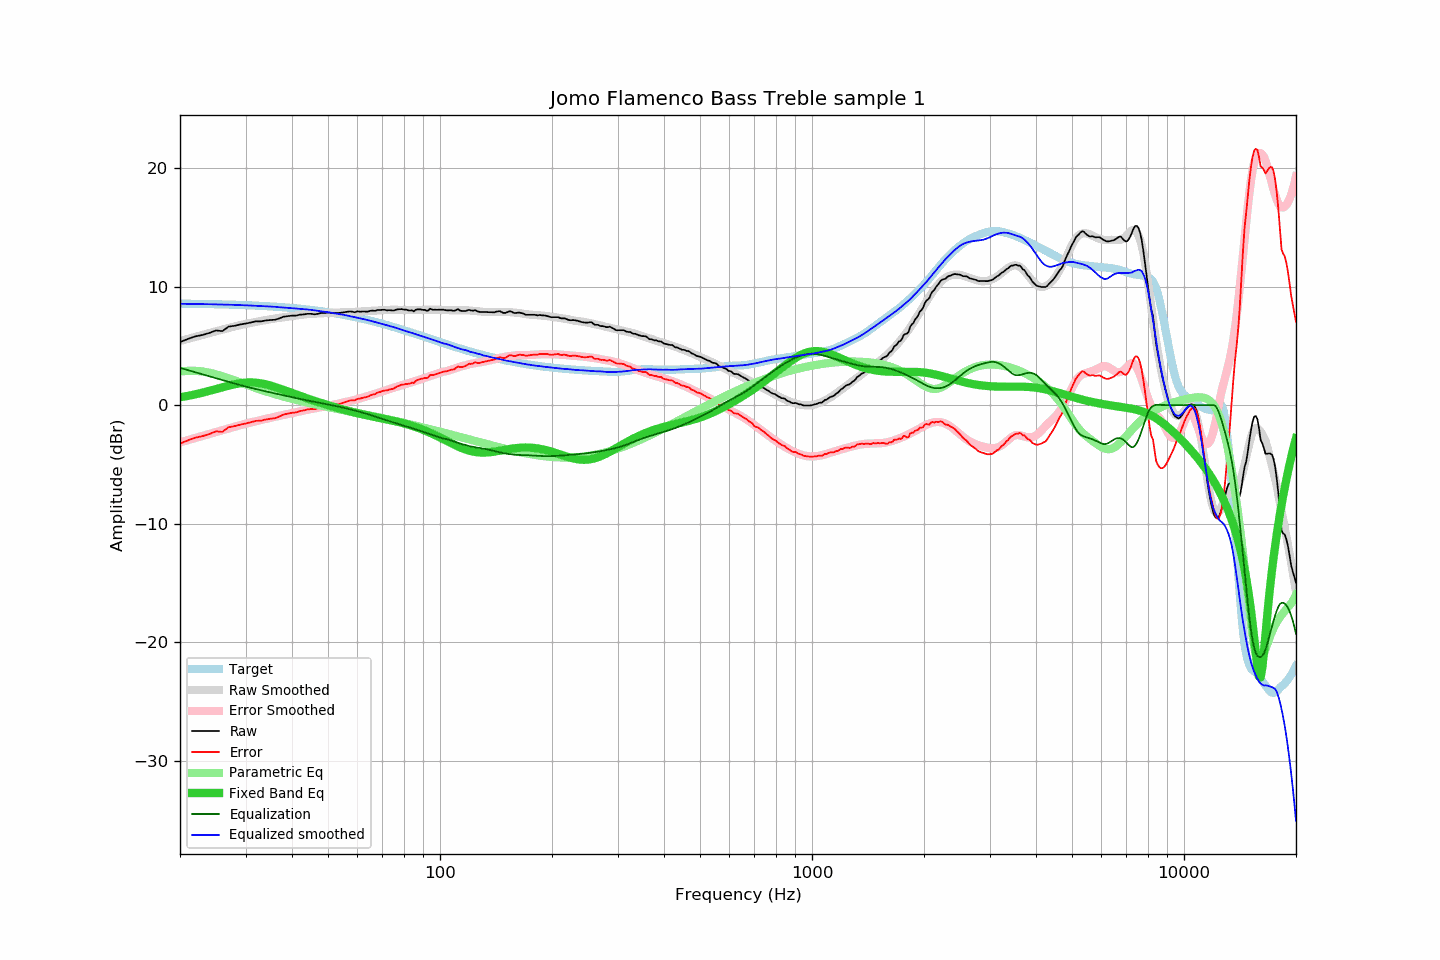 Jomo Flamenco Bass Treble sample 1
Amplitude (dBr)
20
10
0
−10
−20
−30
Target
Raw Smoothed
Error Smoothed
Raw
Error
Parametric Eq
Fixed Band Eq
Equalization
Equalized smoothed
100 1000 10000
Frequency (Hz)